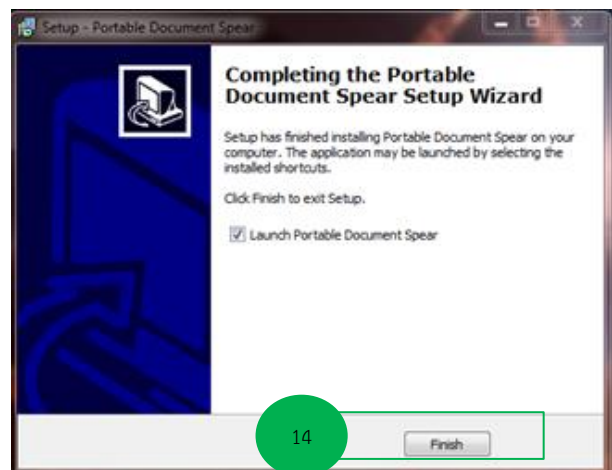 Setup - Portable Document Spear
Completing the Portable
Document Spear Setup Wizard
Setup has finished installing Portable Document Spear on your
computer. The application may be launched by selecting the
installed shortcuts.
Click Finish to exit Setup.
Launch Portable Document Spear
14
Finish